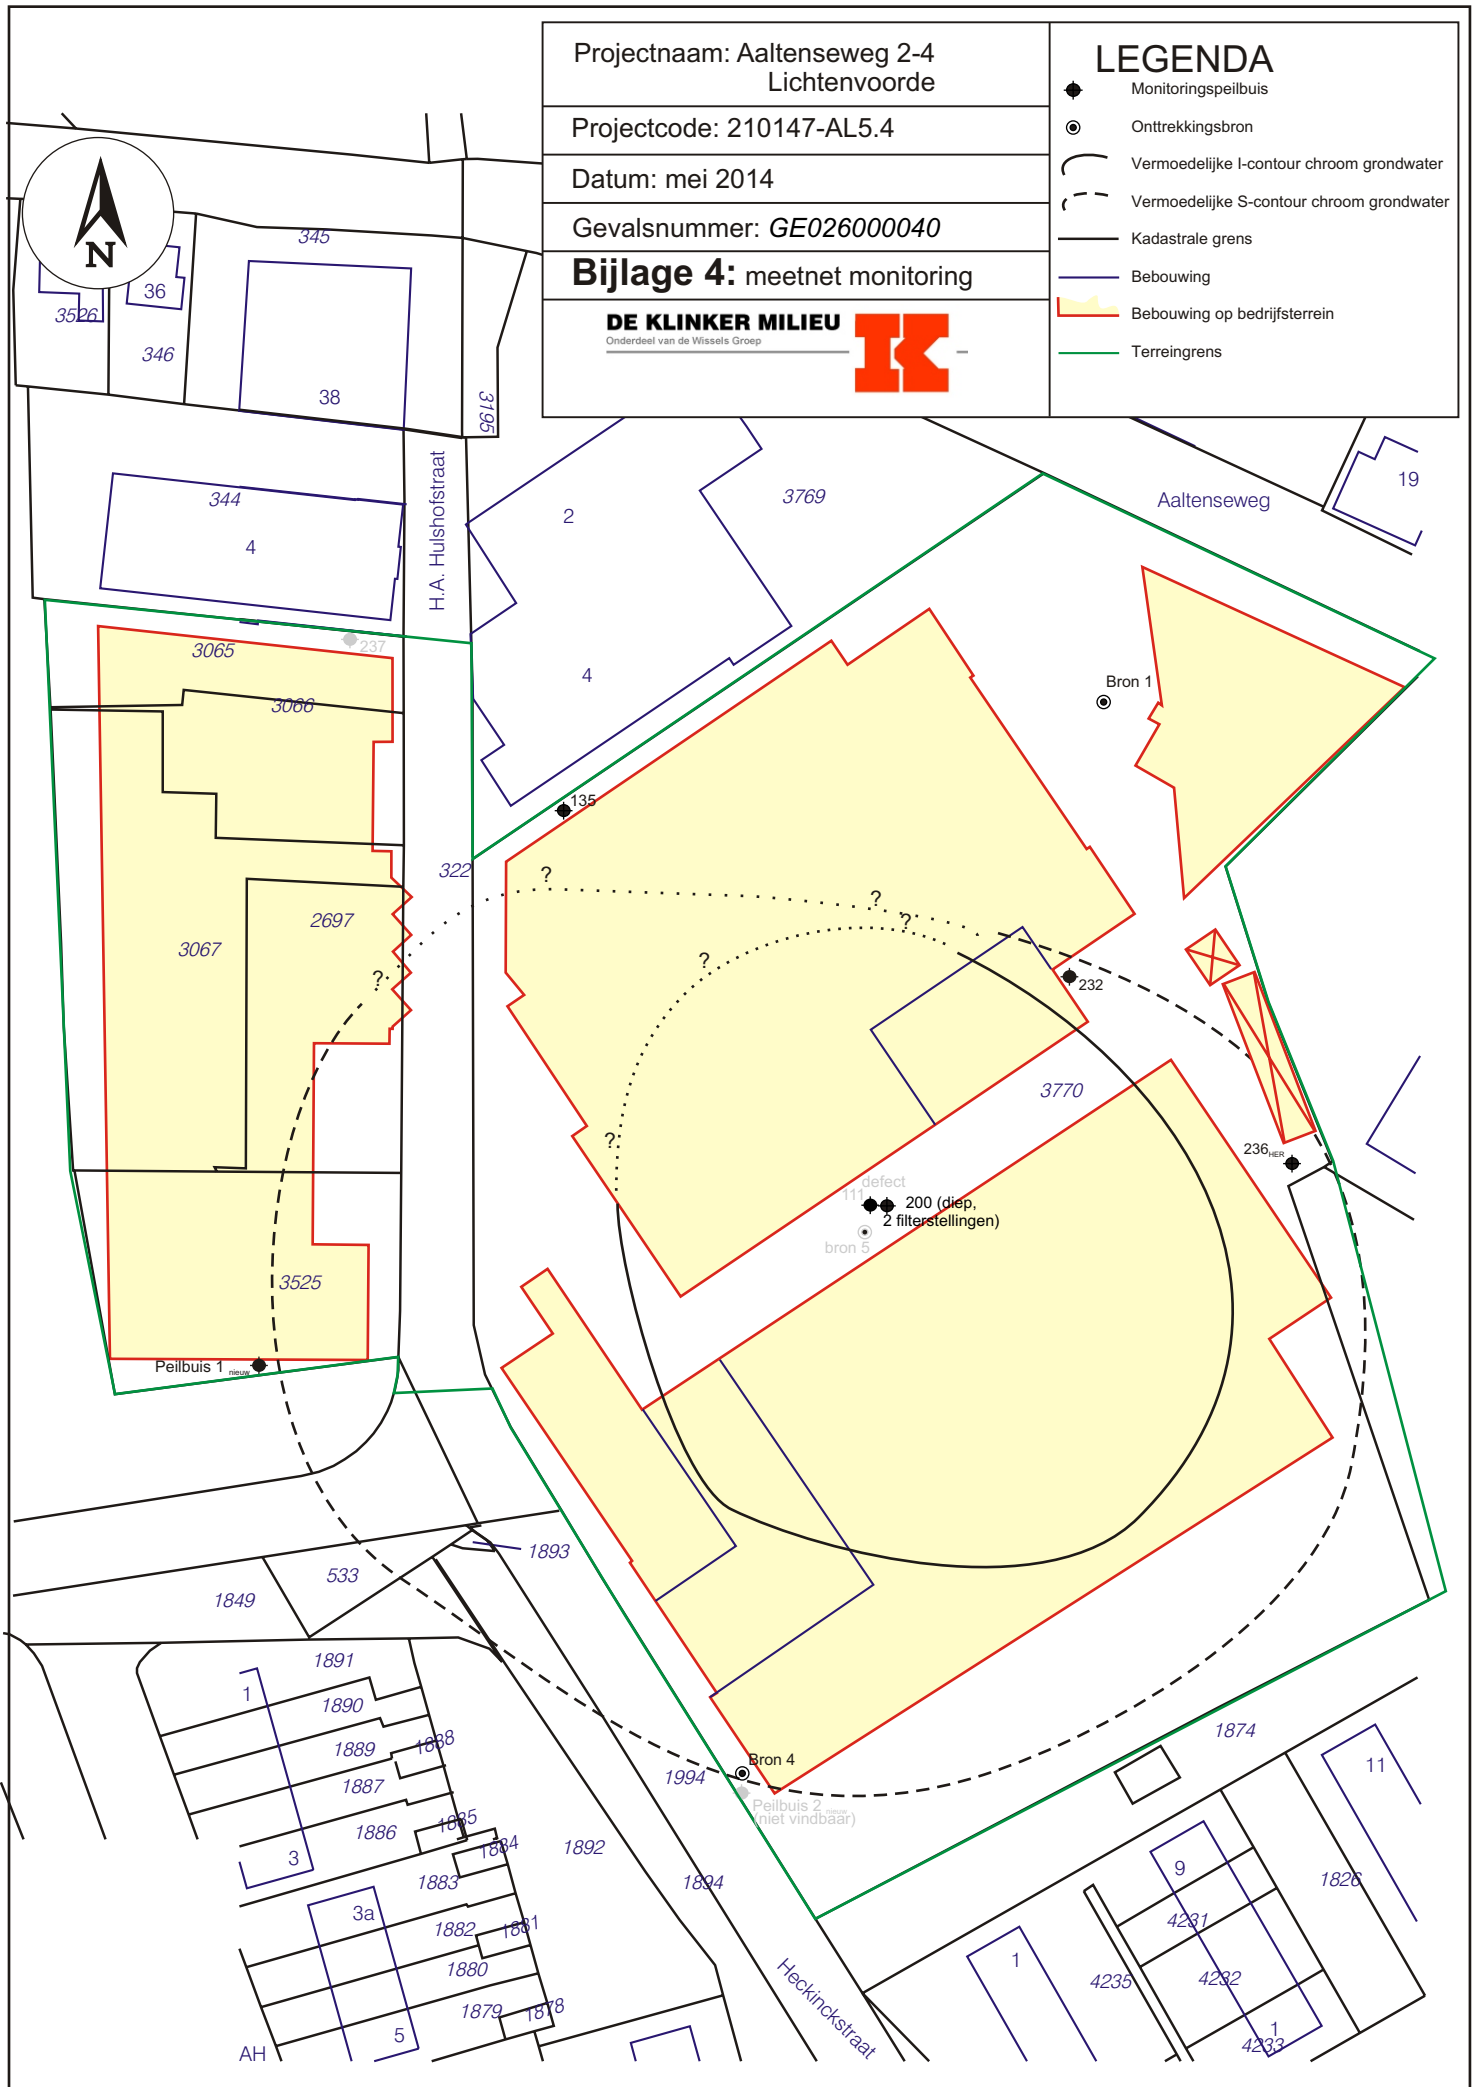 Projectnaam: Aaltenseweg 2-4
Lichtenvoorde
Projectcode: 210147-AL5.4
Datum: mei 2014
Gevalsnummer: GE026000040
Bijlage 4: meetnet monitoring
DE KLINKER MILIEU
Onderdeel van de Wissels Groep
K
LEGENDA
Monitoringspeilbuis
Onttrekkingsbron
Vermoedelijke I-contour chroom grondwater
Vermoedelijke S-contour chroom grondwater
Kadastrale grens
Bebouwing
Bebouwing op bedrijfsterrein
Terreingrens
N
345
36
3526
346
38
3195
H.A. Hulshofstraat
344
4
2
3769
Aaltenseweg
19
237
3065
3066
4
Bron 1
135
322
?
?
?
2697
3067
?
?
232
3770
?
236 HER
defect
111
200 (diep,
2 filterstellingen)
bron 5
3525
Peilbuis 1 nieuw
1893
533
1849
1891
1
1890
1889
1888
1887
1886
1885
3
1884
1883
3a
1882
1881
1880
1879
1878
5
AH
1994
Bron 4
Peilbuis 2 nieuw
(niet vindbaar)
1892
1894
Heckinckstraat
1874
11
9
1826
4231
1
4235
4232
1
4233